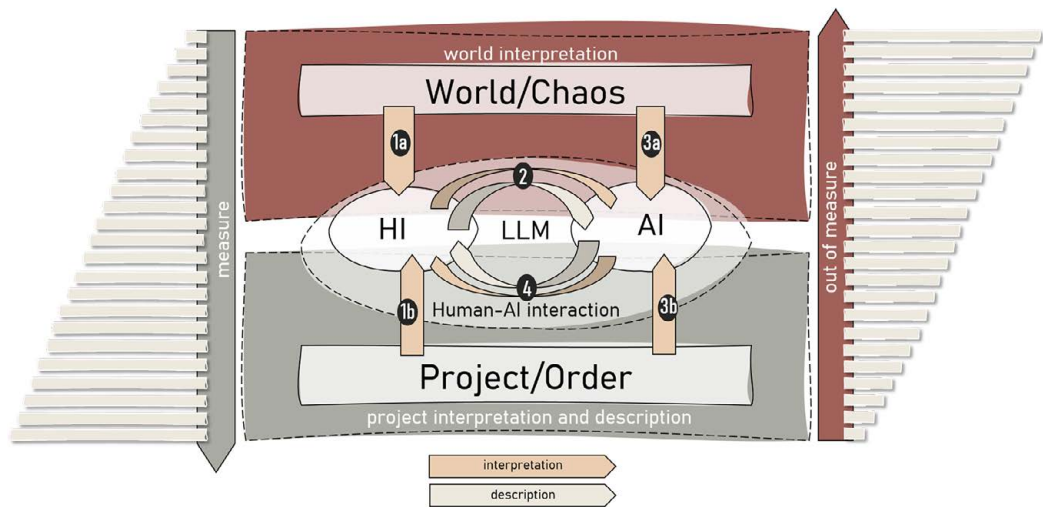 world interpretation
World/Chaos
1a
3a
2
HI
LLM
AI
measure
out of measure
4
1b
Human-AI interaction
3b
Project/Order
project interpretation and description
interpretation
description